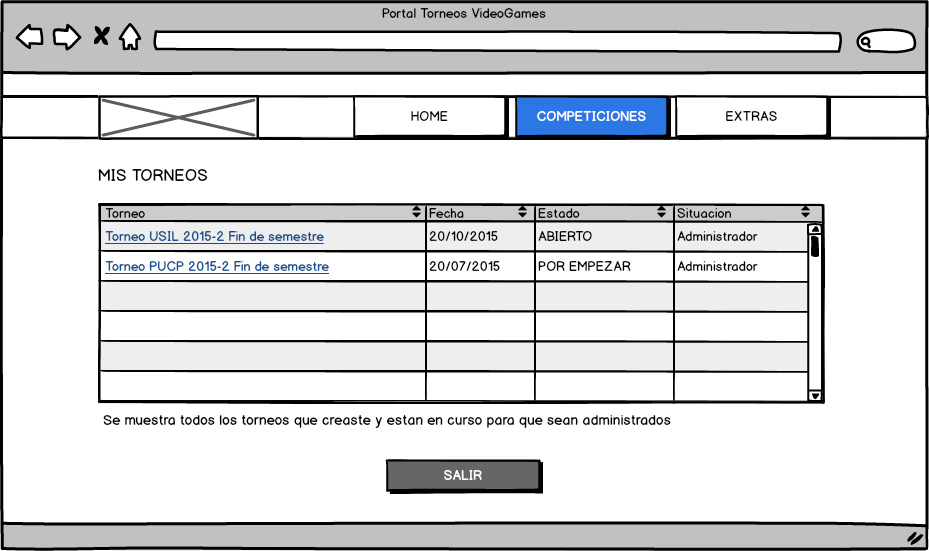 Portal Torneos VideoGames
HOME
COMPETICIONES
EXTRAS
MIS TORNEOS
Torneo Fecha Estado Situacion
Torneo USIL 2015-2 Fin de semestre 20/10/2015 ABIERTO Administrador
Torneo PUCP 2015-2 Fin de semestre 20/07/2015 POR EMPEZAR Administrador
Se muestra todos los torneos que creaste y estan en curso para que sean administrados
SALIR